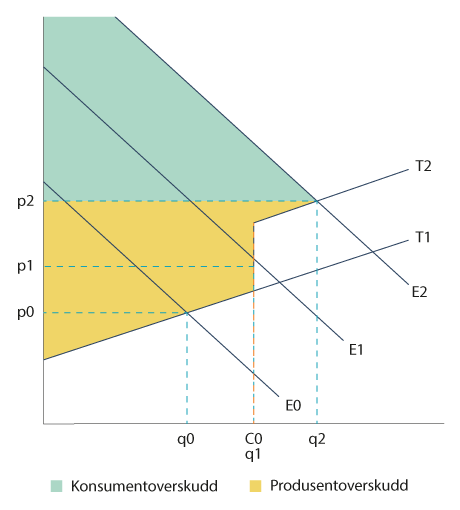 T2
p2
T1
p1
E2
p0
E1
E0
q0 C0 q2
q1
Konsumentoverskudd Produsentoverskudd